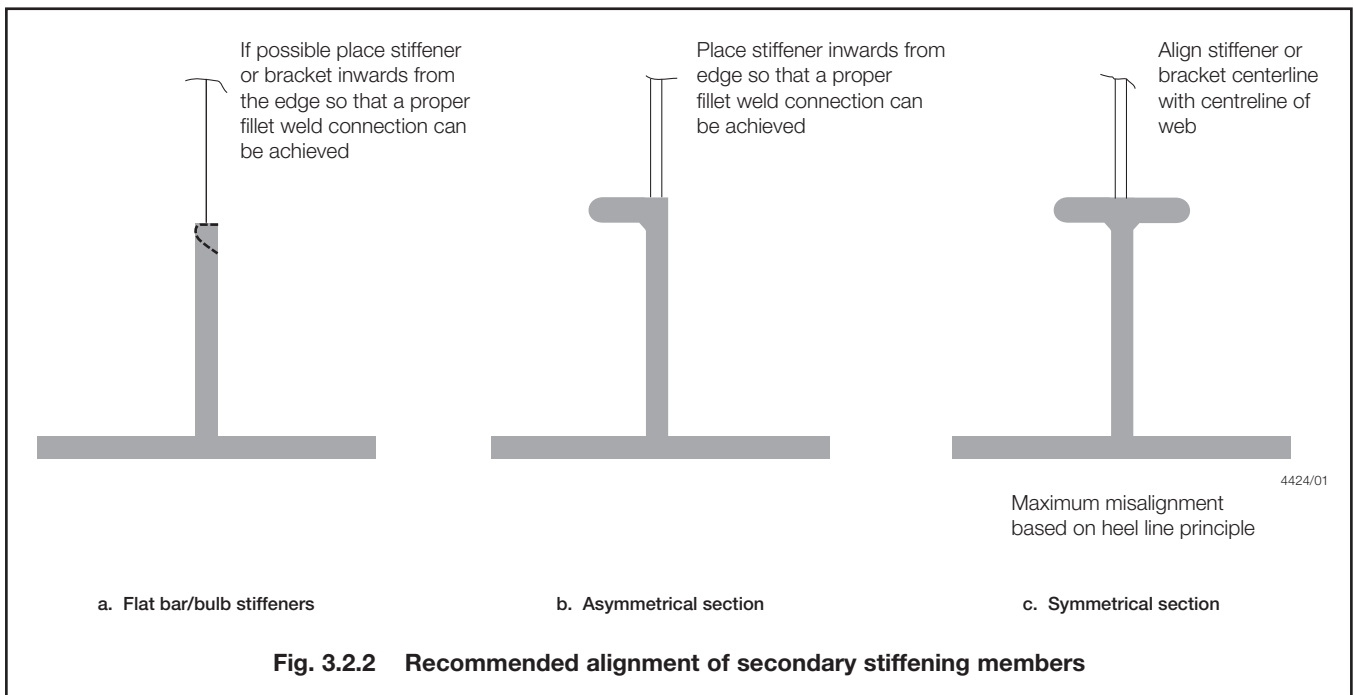 If possible place stiffener
or bracket inwards from
the edge so that a proper
fillet weld connection can
be achieved
Place stiffener inwards from
edge so that a proper
fillet weld connection can
be achieved
Align stiffener or
bracket centerline
with centreline of
web
4424/01
Maximum misalignment
based on heel line principle
a. Flat bar/bulb stiffeners
b. Asymmetrical section
c. Symmetrical section
Fig. 3.2.2 Recommended alignment of secondary stiffening members